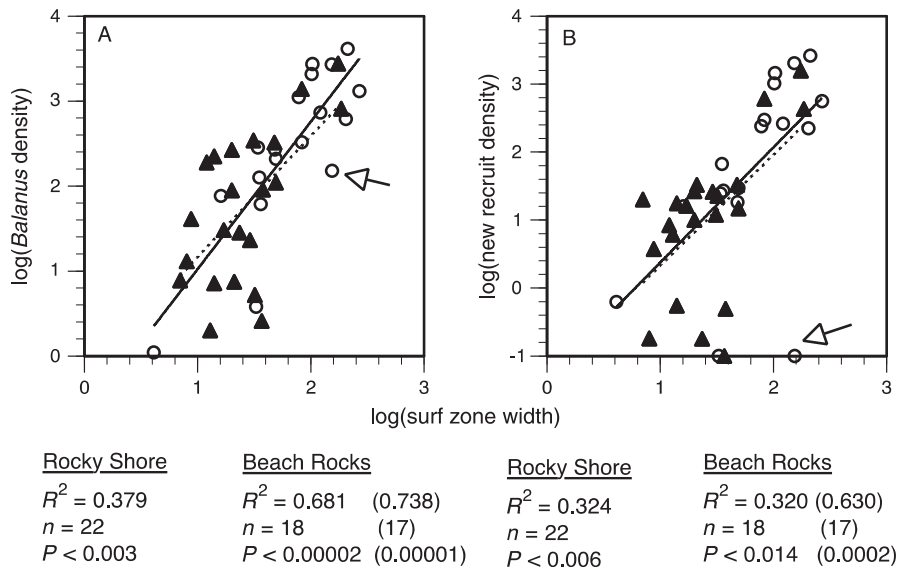 A
B
4
3
2
1
0
log(Balanus density)
4
3
2
1
0
-1
log(new recruit density)
0 1 2 3
0 1 2 3
log(surf zone width)
Rocky Shore
R² = 0.379
n = 22
P < 0.003
Beach Rocks
R² = 0.681 (0.738)
n = 18 (17)
P < 0.00002 (0.00001)
Rocky Shore
R² = 0.324
n = 22
P < 0.006
Beach Rocks
R² = 0.320 (0.630)
n = 18 (17)
P < 0.014 (0.0002)